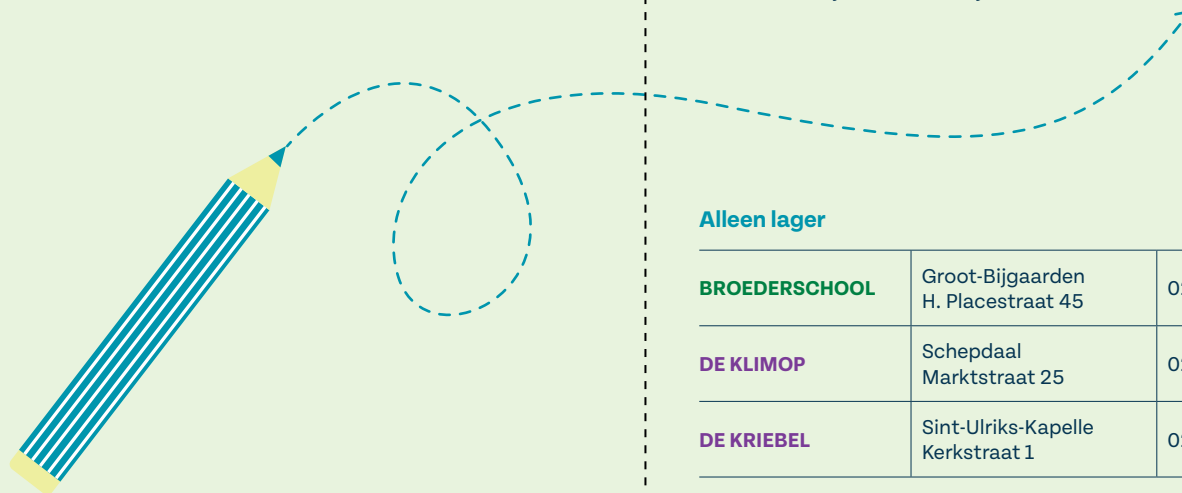 Alleen lager
BROEDERSCHOOL
Groot-Bijgaarden
H. Placestraat 45
DE KLIMOP
Schepdaal
Marktstraat 25
DE KRIEBEL
Sint-Ulriks-Kapelle
Kerkstraat 1